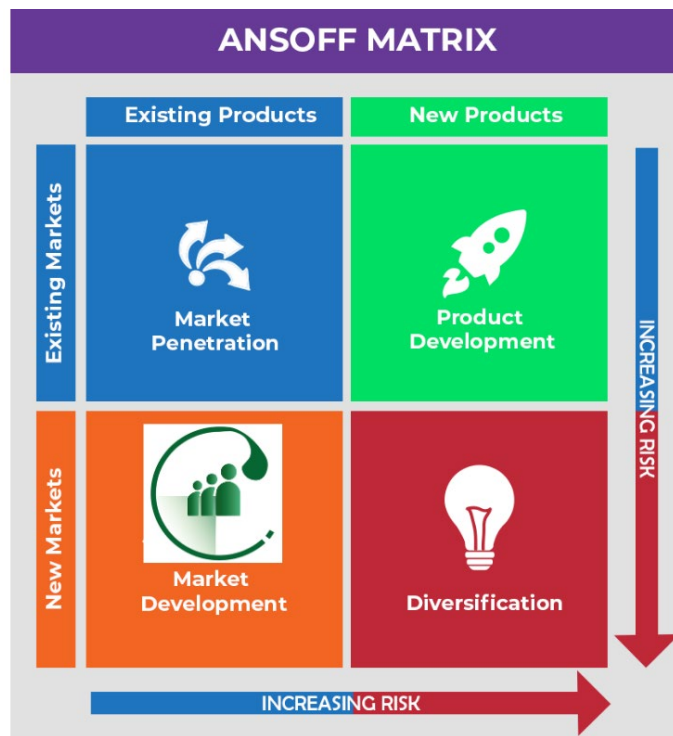 ANSOFF MATRIX
Existing Products
New Products
Existing Markets
Market
Penetration
Product
Development
INCREASING RISK
New Markets
Market
Development
Diversification
INCREASING RISK